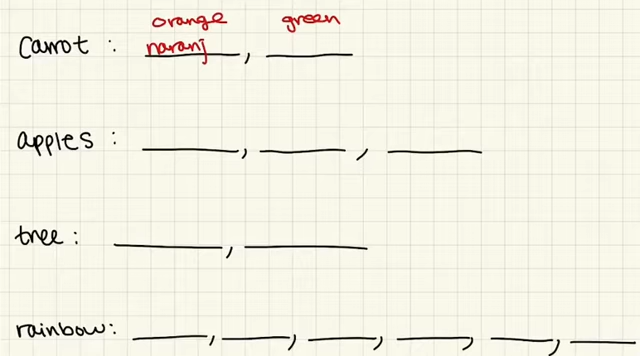 orange green
carrot: naranj, 
apples: , , 
tree: , 
rainbow: , , , , ,